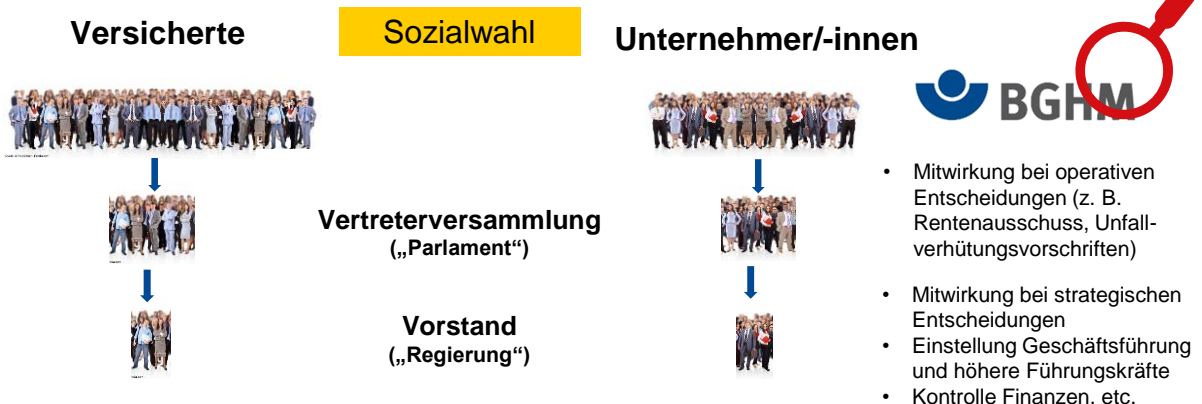 Versicherte
Sozialwahl
Unternehmer/-innen
BGHM
Vertreterversammlung
(„Parlament“)
Vorstand
(„Regierung“)
• Mitwirkung bei operativen
Entscheidungen (z. B.
Rentenausschuss, Unfall-
verhütungsvorschriften)
• Mitwirkung bei strategischen
Entscheidungen
• Einstellung Geschäftsführung
und höhere Führungskräfte
• Kontrolle Finanzen, etc.